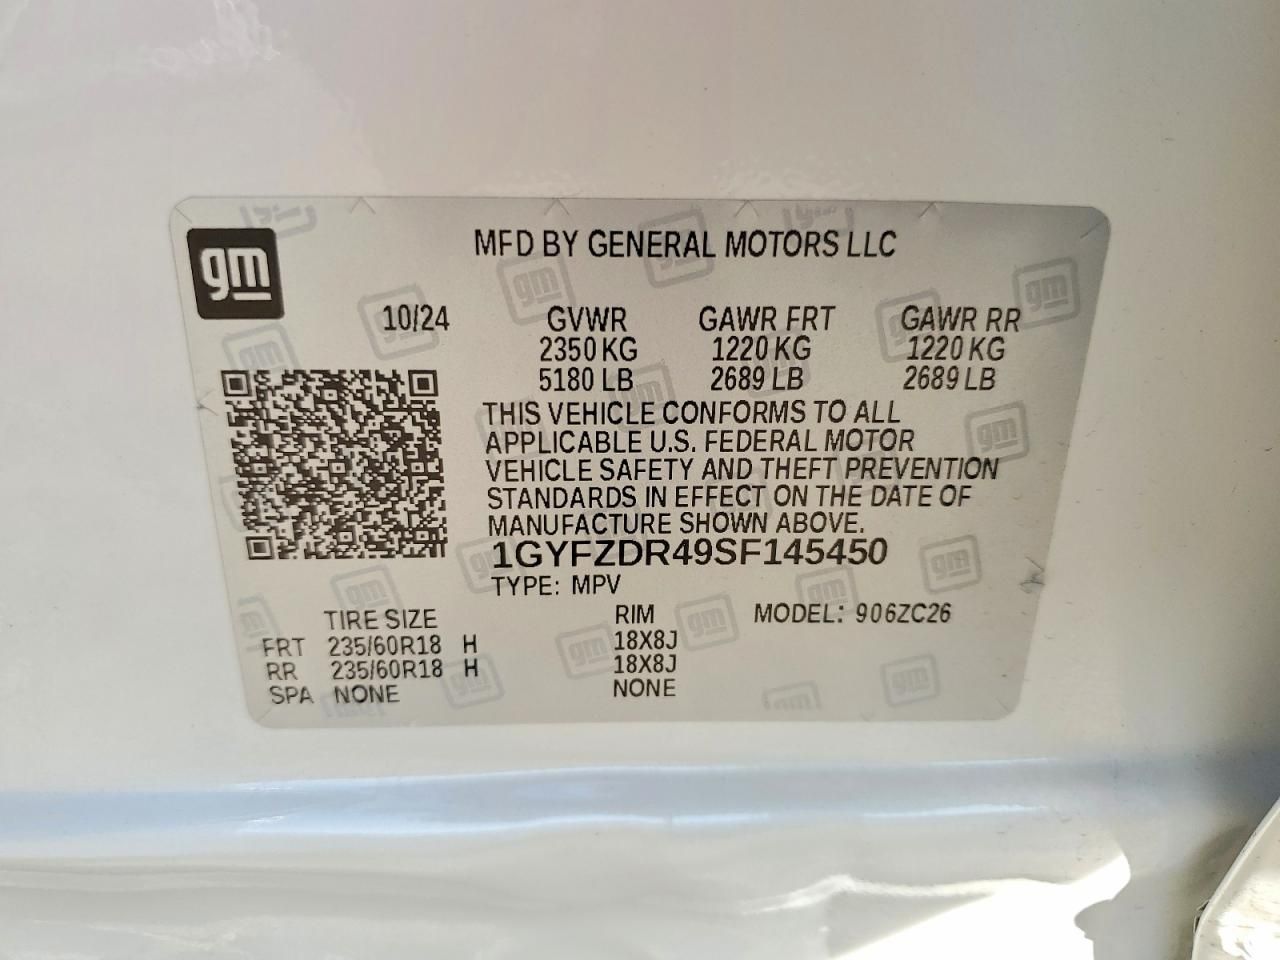 gm
MFD BY GENERAL MOTORS LLC
10/24 GVWR GAWR FRT GAWR RR
2350 KG 1220 KG 1220 KG
5180 LB 2689 LB 2689 LB
THIS VEHICLE CONFORMS TO ALL
APPLICABLE U.S. FEDERAL MOTOR
VEHICLE SAFETY AND THEFT PREVENTION
STANDARDS IN EFFECT ON THE DATE OF
MANUFACTURE SHOWN ABOVE.
1GYFZDR49SF145450
TYPE: MPV
TIRE SIZE RIM MODEL: 906ZC26
FRT 235/60R18 H 18X8J
RR 235/60R18 H 18X8J
SPA NONE NONE